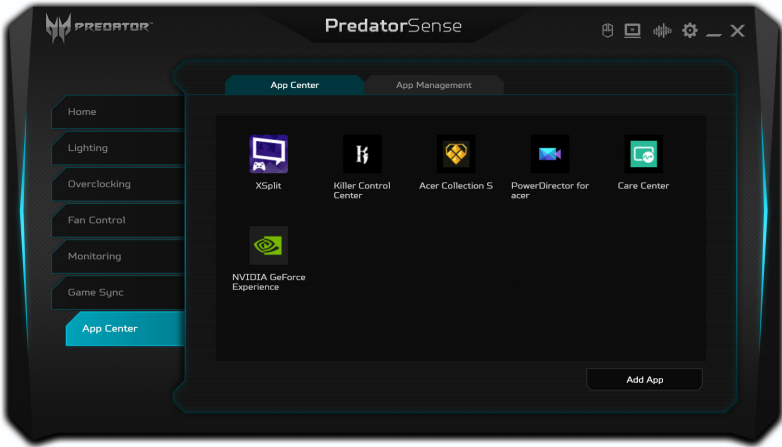 PREDATOR
PredatorSense
App Center
App Management
Home
Lighting
Overclocking
Fan Control
Monitoring
Game Sync
App Center
XSplit
Killer Control
Center
Acer Collection S
PowerDirector for
acer
Care Center
NVIDIA GeForce
Experience
Add App